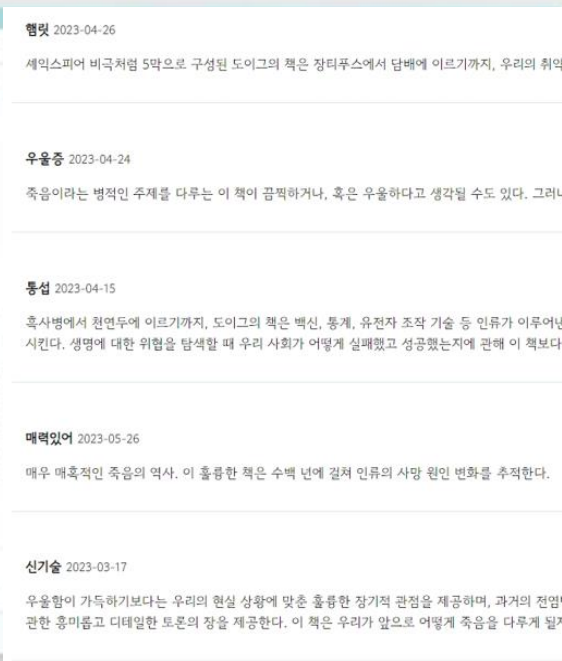 햄릿 2023-04-26
셰익스피어 비극처럼 5막으로 구성된 도이그의 책은 장티푸스에서 담배에 이르기까지, 우리의 취약
우울증 2023-04-24
죽음이라는 병적인 주제를 다루는 이 책이 끔찍하거나, 혹은 우울하다고 생각될 수도 있다. 그러나
통섭 2023-04-15
흑사병에서 천연두에 이르기까지, 도이그의 책은 백신, 통계, 유전자 조작 기술 등 인류가 이루어낸
시킨다. 생명에 대한 위협을 탐색할 때 우리 사회가 어떻게 실패했고 성공했는지에 관해 이 책보다
매력있어 2023-05-26
매우 매혹적인 죽음의 역사. 이 훌륭한 책은 수백 년에 걸쳐 인류의 사망 원인 변화를 추적한다.
신기술 2023-03-17
우울함이 가득하기보다는 우리의 현실 상황에 맞춘 훌륭한 장기적 관점을 제공하며, 과거의 전염
관한 흥미롭고 디테일한 토론의 장을 제공한다. 이 책은 우리가 앞으로 어떻게 죽음을 다루게 될지